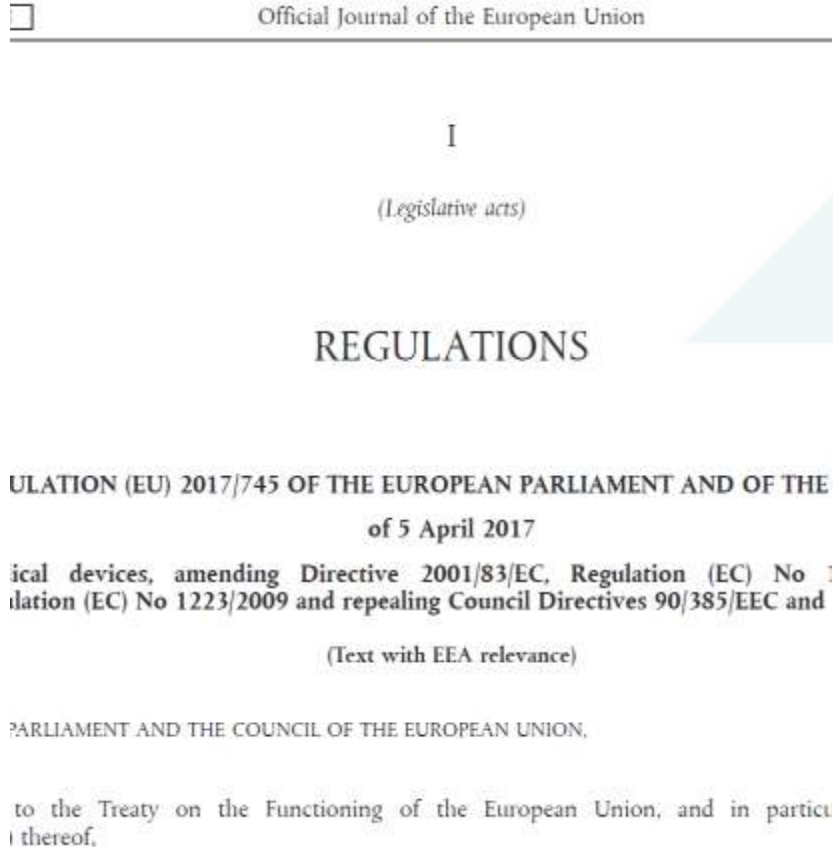 Official Journal of the European Union
I
(Legislative acts)
REGULATIONS
ULATION (EU) 2017/745 OF THE EUROPEAN PARLIAMENT AND OF THE
of 5 April 2017
ical devices, amending Directive 2001/83/EC, Regulation (EC) No
lation (EC) No 1223/2009 and repealing Council Directives 90/385/EEC and
(Text with EEA relevance)
PARLIAMENT AND THE COUNCIL OF THE EUROPEAN UNION,
to the Treaty on the Functioning of the European Union, and in particu
) thereof,